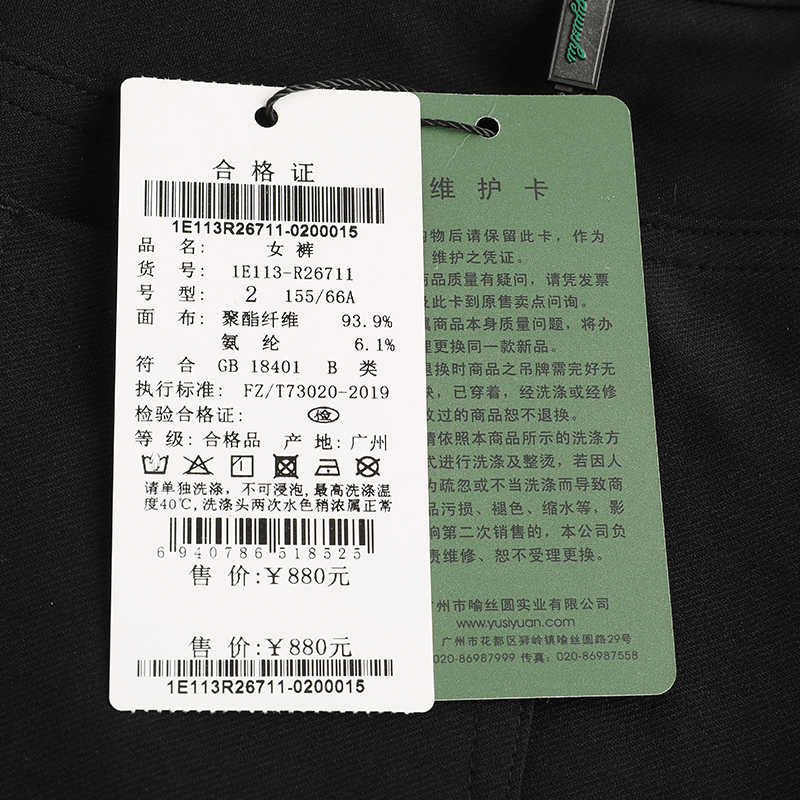 合格证
1E113R26711-0200015
品 名: 女裤
货 号: 1E113-R26711
号 型: 2 155/66A
面 布: 聚酯纤维 93.9%
氨纶 6.1%
符 合 GB 18401 B 类
执行标准: FZ/T73020-2019
检验合格证: 检
等 级: 合格品 产 地: 广州
请单独洗涤, 不可浸泡, 最高洗涤温
度40℃, 洗涤头两次水色稍浓属正常
6 940786 518525
售 价:￥880元
售 价:￥880元
1E113R26711-0200015
维护卡
物后请保留此卡，作为
维护之凭证。
商品质量有疑问，请凭发票
此卡到原售卖点问询。
商品本身质量问题，将办
更换同一款新品。
退换时商品之吊牌需完好无
，已穿着，经洗涤或经修
改过的商品恕不退换。
请依照本商品所示的洗涤方
式进行洗涤及整烫，若因人
为疏忽或不当洗涤而导致商
品污损、褪色、缩水等，影
响第二次销售的，本公司负
责维修、恕不受理更换。
广州市喻丝圆实业有限公司
www.yusiyuan.com
广州市花都区狮岭镇喻丝圆路29号
020-86987999 传真: 020-86987558